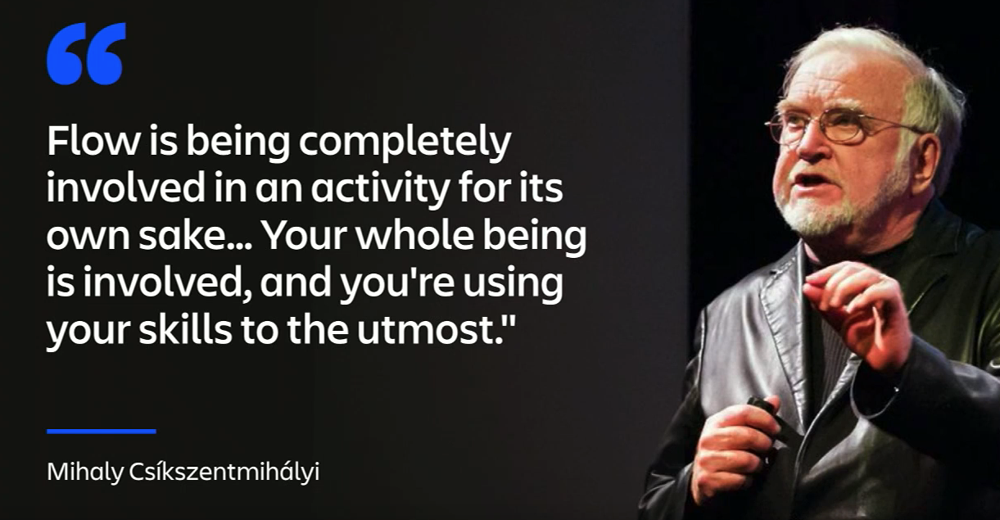 “
Flow is being completely
involved in an activity for its
own sake... Your whole being
is involved, and you're using
your skills to the utmost."
Mihaly Csíkszentmihályi